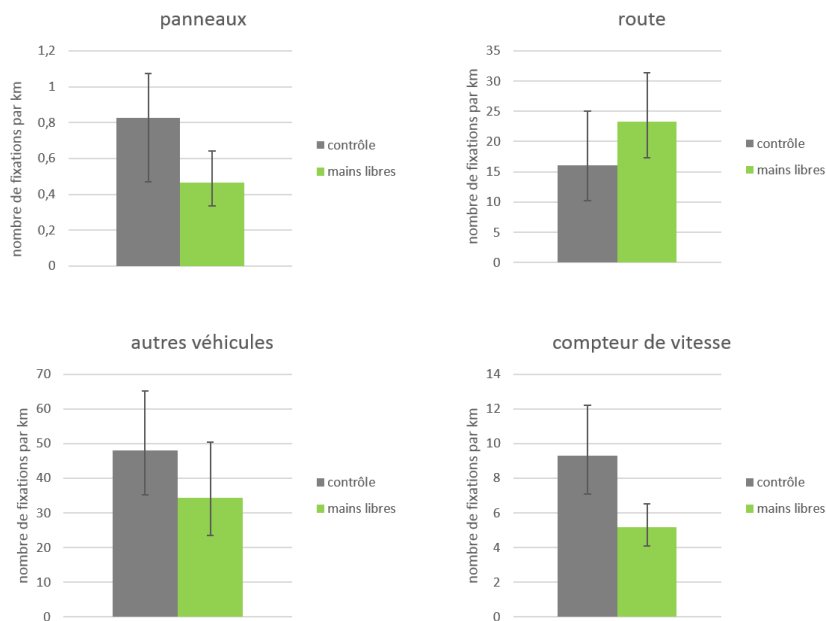 panneaux
nombre de fixations par km
1,2
1
0,8
0,6
0,4
0,2
0
contrôle
mains libres
route
nombre de fixations par km
35
30
25
20
15
10
5
0
contrôle
mains libres
autres véhicules
nombre de fixations par km
70
60
50
40
30
20
10
0
contrôle
mains libres
compteur de vitesse
nombre de fixations par km
14
12
10
8
6
4
2
0
contrôle
mains libres